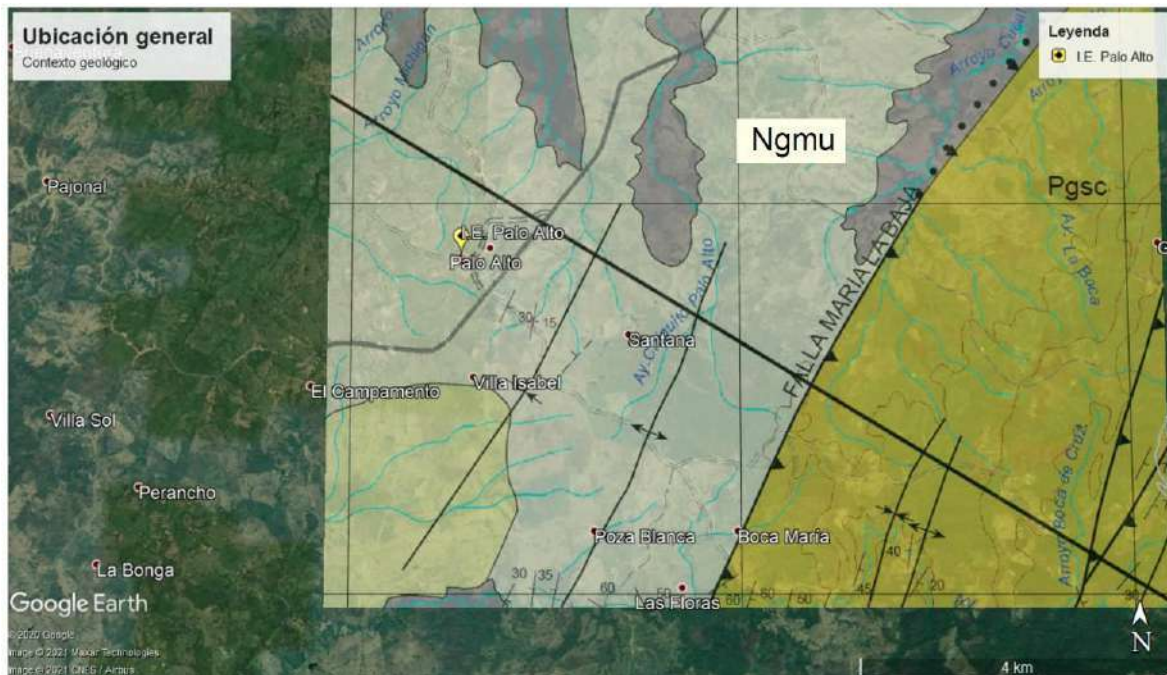 Ubicación general
Contexto geológico
Leyenda
I.E. Palo Alto
Arroyo
Arroyo Michigan
Ngmu
Pgsc
FALLA MARIA LA BAJA
Ay. La Boca
Pajonal
I.E. Palo Alto
Palo Alto
30
15
Santana
El Campamento
Villa Isabel
Villa Sol
Perancho
Arroyo Boca de Cruz
Poza Blanca
Boca María
40
La Bonga
30
35
60
60
60
50
45
20
30
Las Floras
Google Earth
© 2020 Google
Image © 2021 Maxar Technologies
Image © 2021 CNES / Airbus
N
4 km